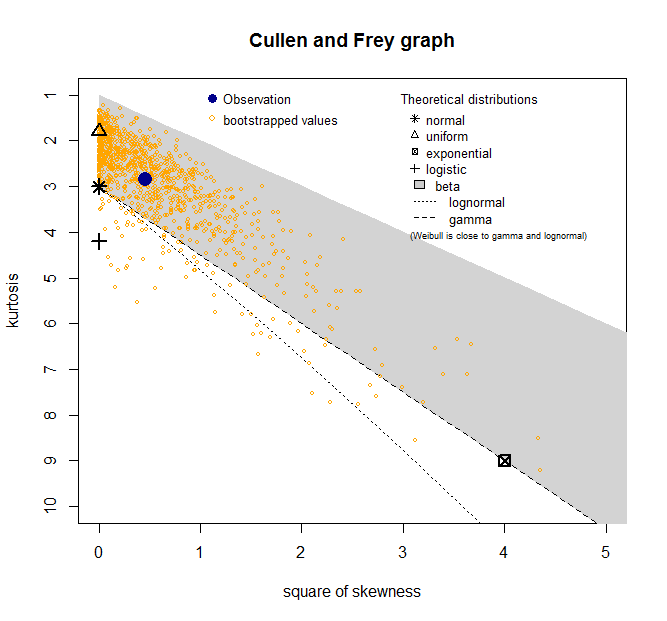 Cullen and Frey graph
Observation
bootstrapped values
Theoretical distributions
normal
uniform
exponential
logistic
beta
lognormal
gamma
(Weibull is close to gamma and lognormal)
kurtosis
1
2
3
4
5
6
7
8
9
10
0 1 2 3 4 5
square of skewness